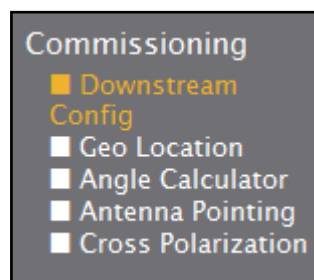 Commissioning
Downstream
Config
Geo Location
Angle Calculator
Antenna Pointing
Cross Polarization